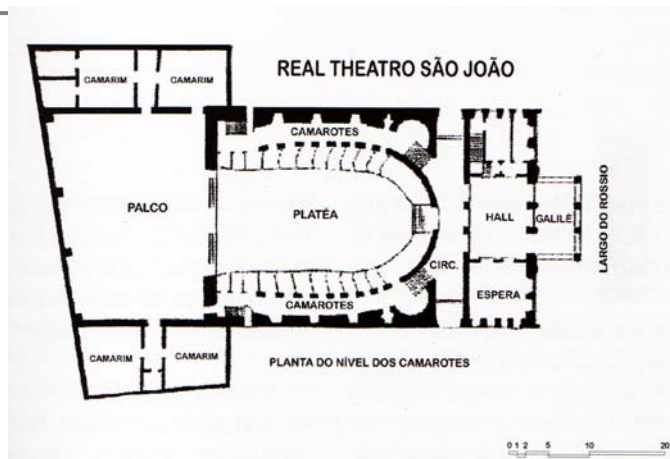 REAL THEATRO SÃO JOÃO
CAMARIM
CAMARIM
CAMAROTES
PALCO
PLATÉA
CIRC.
HALL
GALILÉ
LARGO DO ROSSIO
ESPERA
CAMAROTES
CAMARIM
CAMARIM
PLANTA DO NÍVEL DOS CAMAROTES
0 1 2 5 10 20